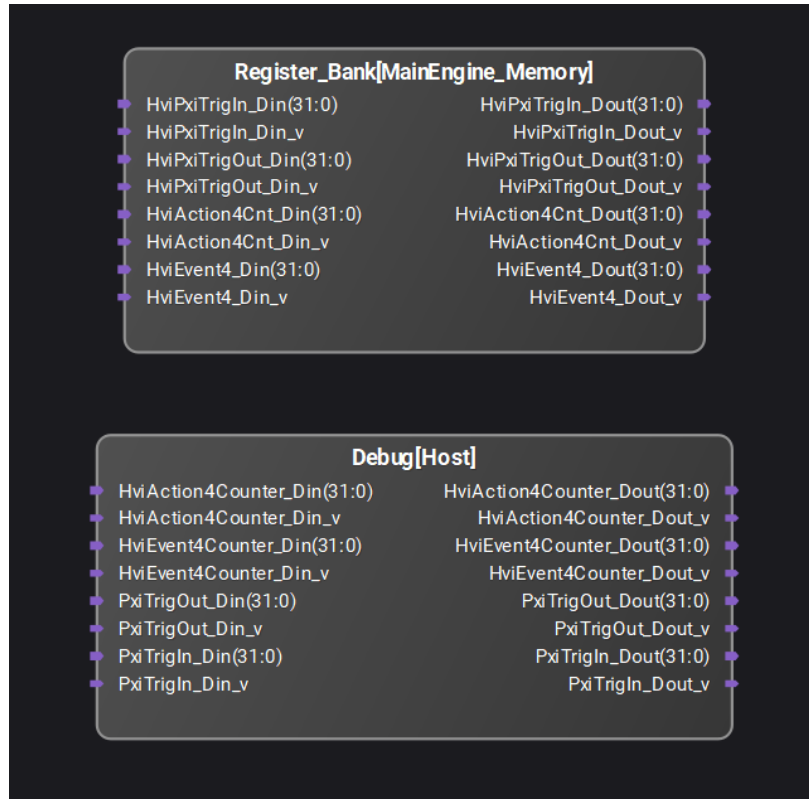 Register_Bank[MainEngine_Memory]
HviPxiTrigIn_Din(31:0) HviPxiTrigIn_Dout(31:0)
HviPxiTrigIn_Din_v HviPxiTrigIn_Dout_v
HviPxiTrigOut_Din(31:0) HviPxiTrigOut_Dout(31:0)
HviPxiTrigOut_Din_v HviPxiTrigOut_Dout_v
HviAction4Cnt_Din(31:0) HviAction4Cnt_Dout(31:0)
HviAction4Cnt_Din_v HviAction4Cnt_Dout_v
HviEvent4_Din(31:0) HviEvent4_Dout(31:0)
HviEvent4_Din_v HviEvent4_Dout_v
Debug[Host]
HviAction4Counter_Din(31:0) HviAction4Counter_Dout(31:0)
HviAction4Counter_Din_v HviAction4Counter_Dout_v
HviEvent4Counter_Din(31:0) HviEvent4Counter_Dout(31:0)
HviEvent4Counter_Din_v HviEvent4Counter_Dout_v
PxiTrigOut_Din(31:0) PxiTrigOut_Dout(31:0)
PxiTrigOut_Din_v PxiTrigOut_Dout_v
PxiTrigIn_Din(31:0) PxiTrigIn_Dout(31:0)
PxiTrigIn_Din_v PxiTrigIn_Dout_v